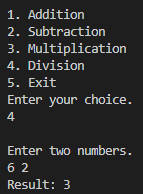 1. Addition
2. Subtraction
3. Multiplication
4. Division
5. Exit
Enter your choice.
4
Enter two numbers.
6 2
Result: 3